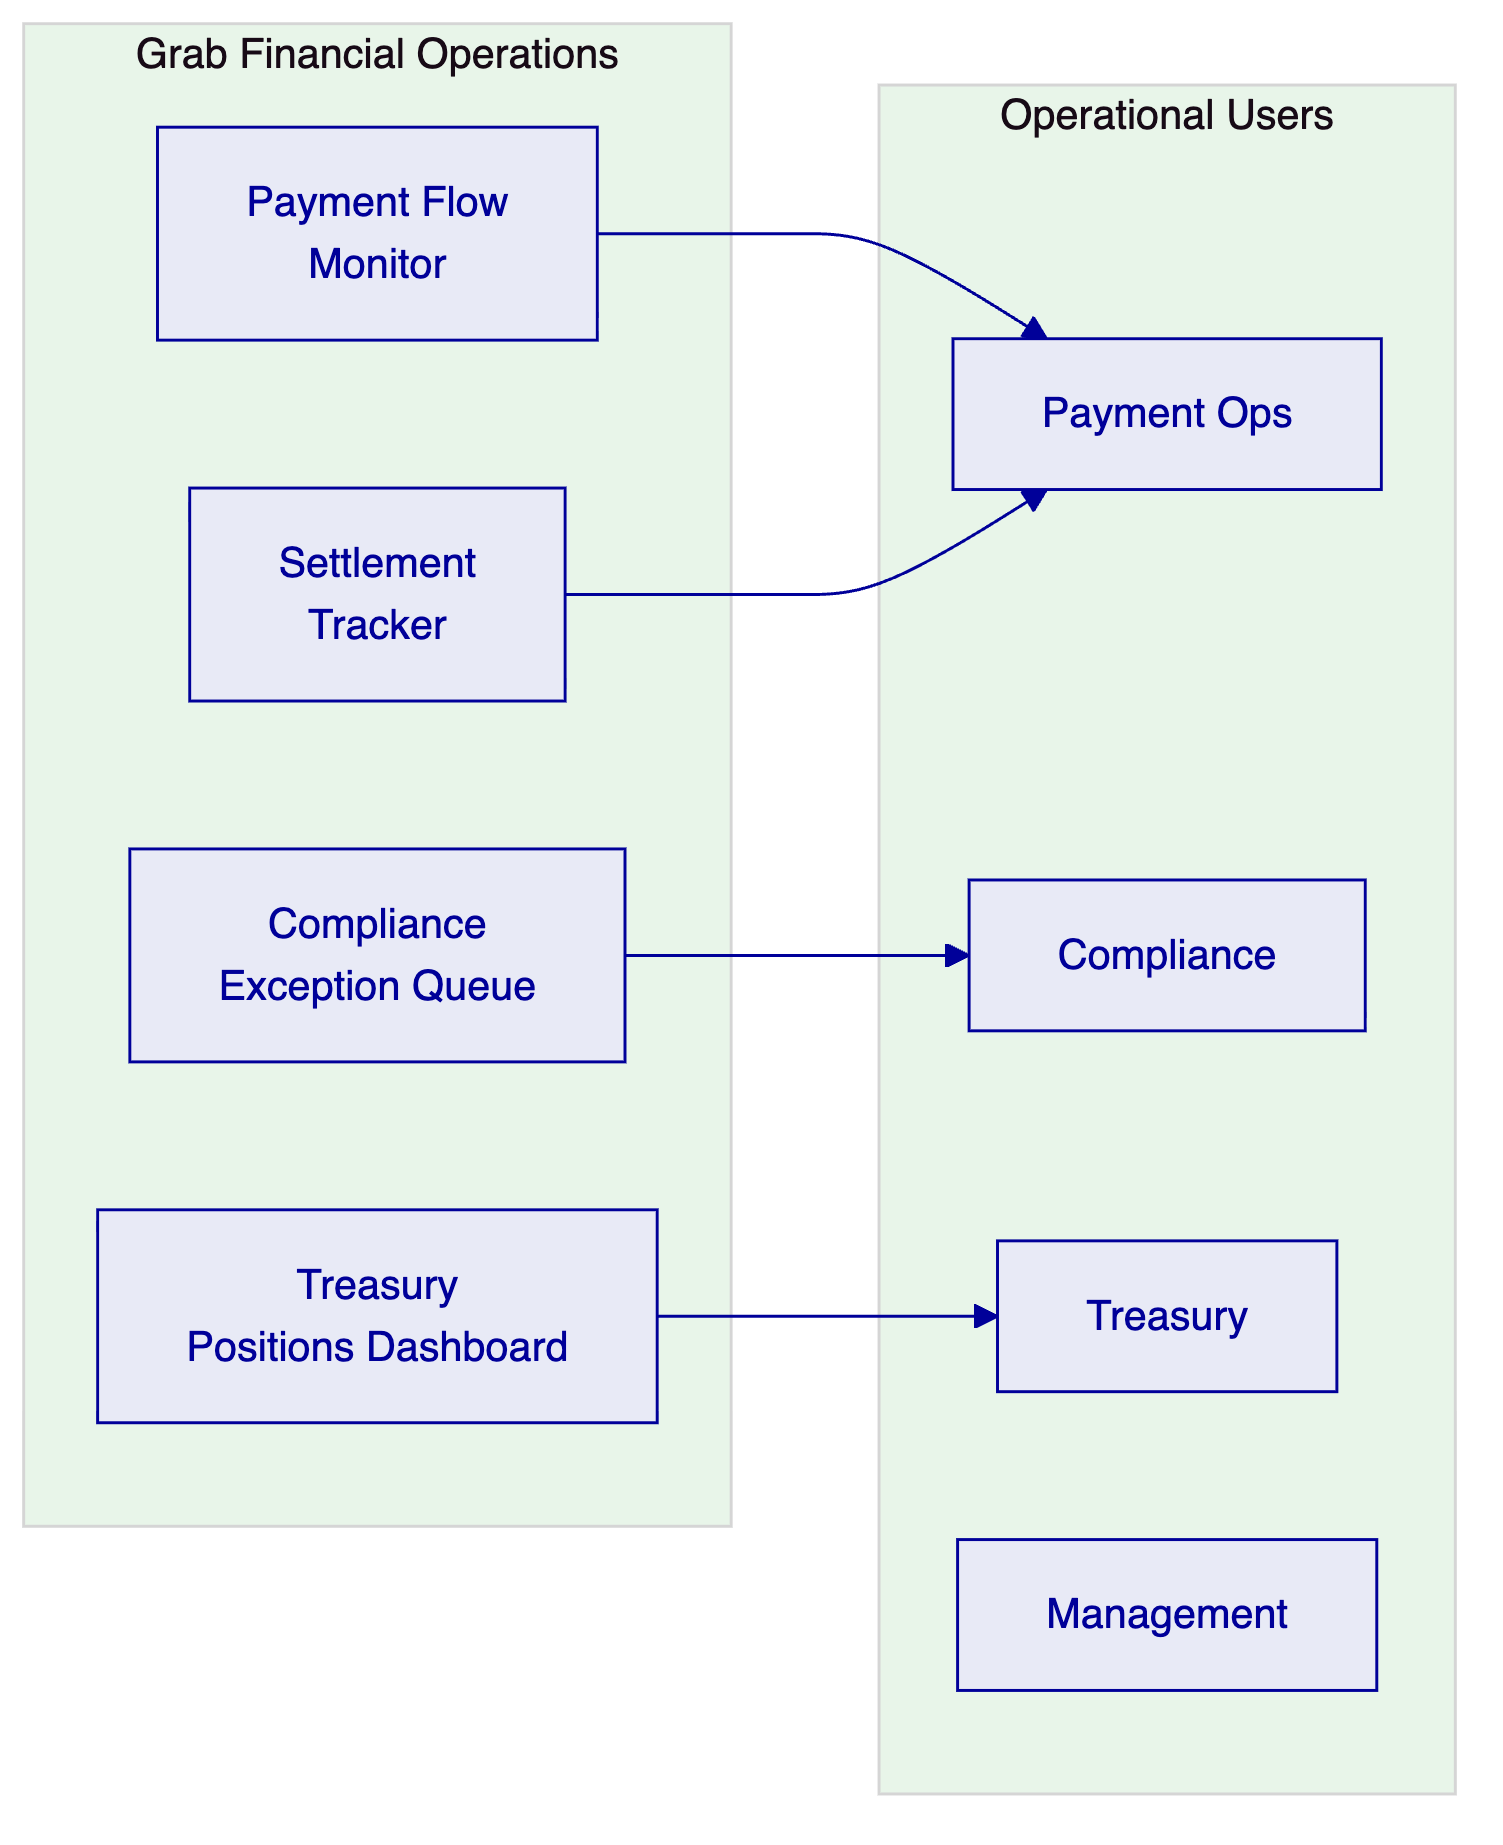 Grab Financial Operations
Payment Flow
Monitor
Settlement
Tracker
Compliance
Exception Queue
Treasury
Positions Dashboard
Operational Users
Payment Ops
Compliance
Treasury
Management